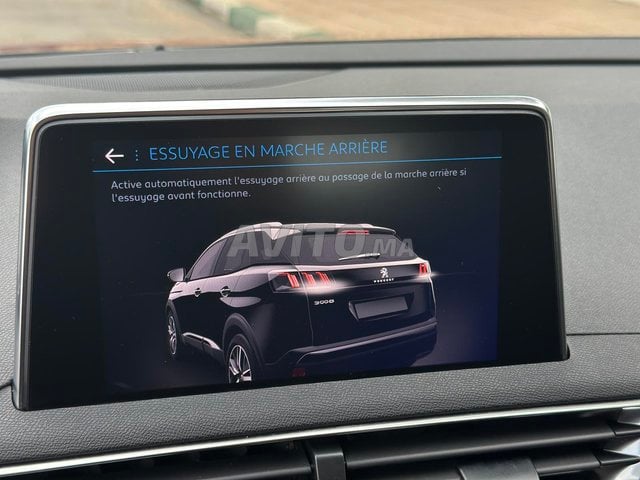 ESSUYAGE EN MARCHE ARRIÈRE
Active automatiquement l'essuyage arrière au passage de la marche arrière si
l'essuyage avant fonctionne.
AVITO.MA
PEUGEOT
3008